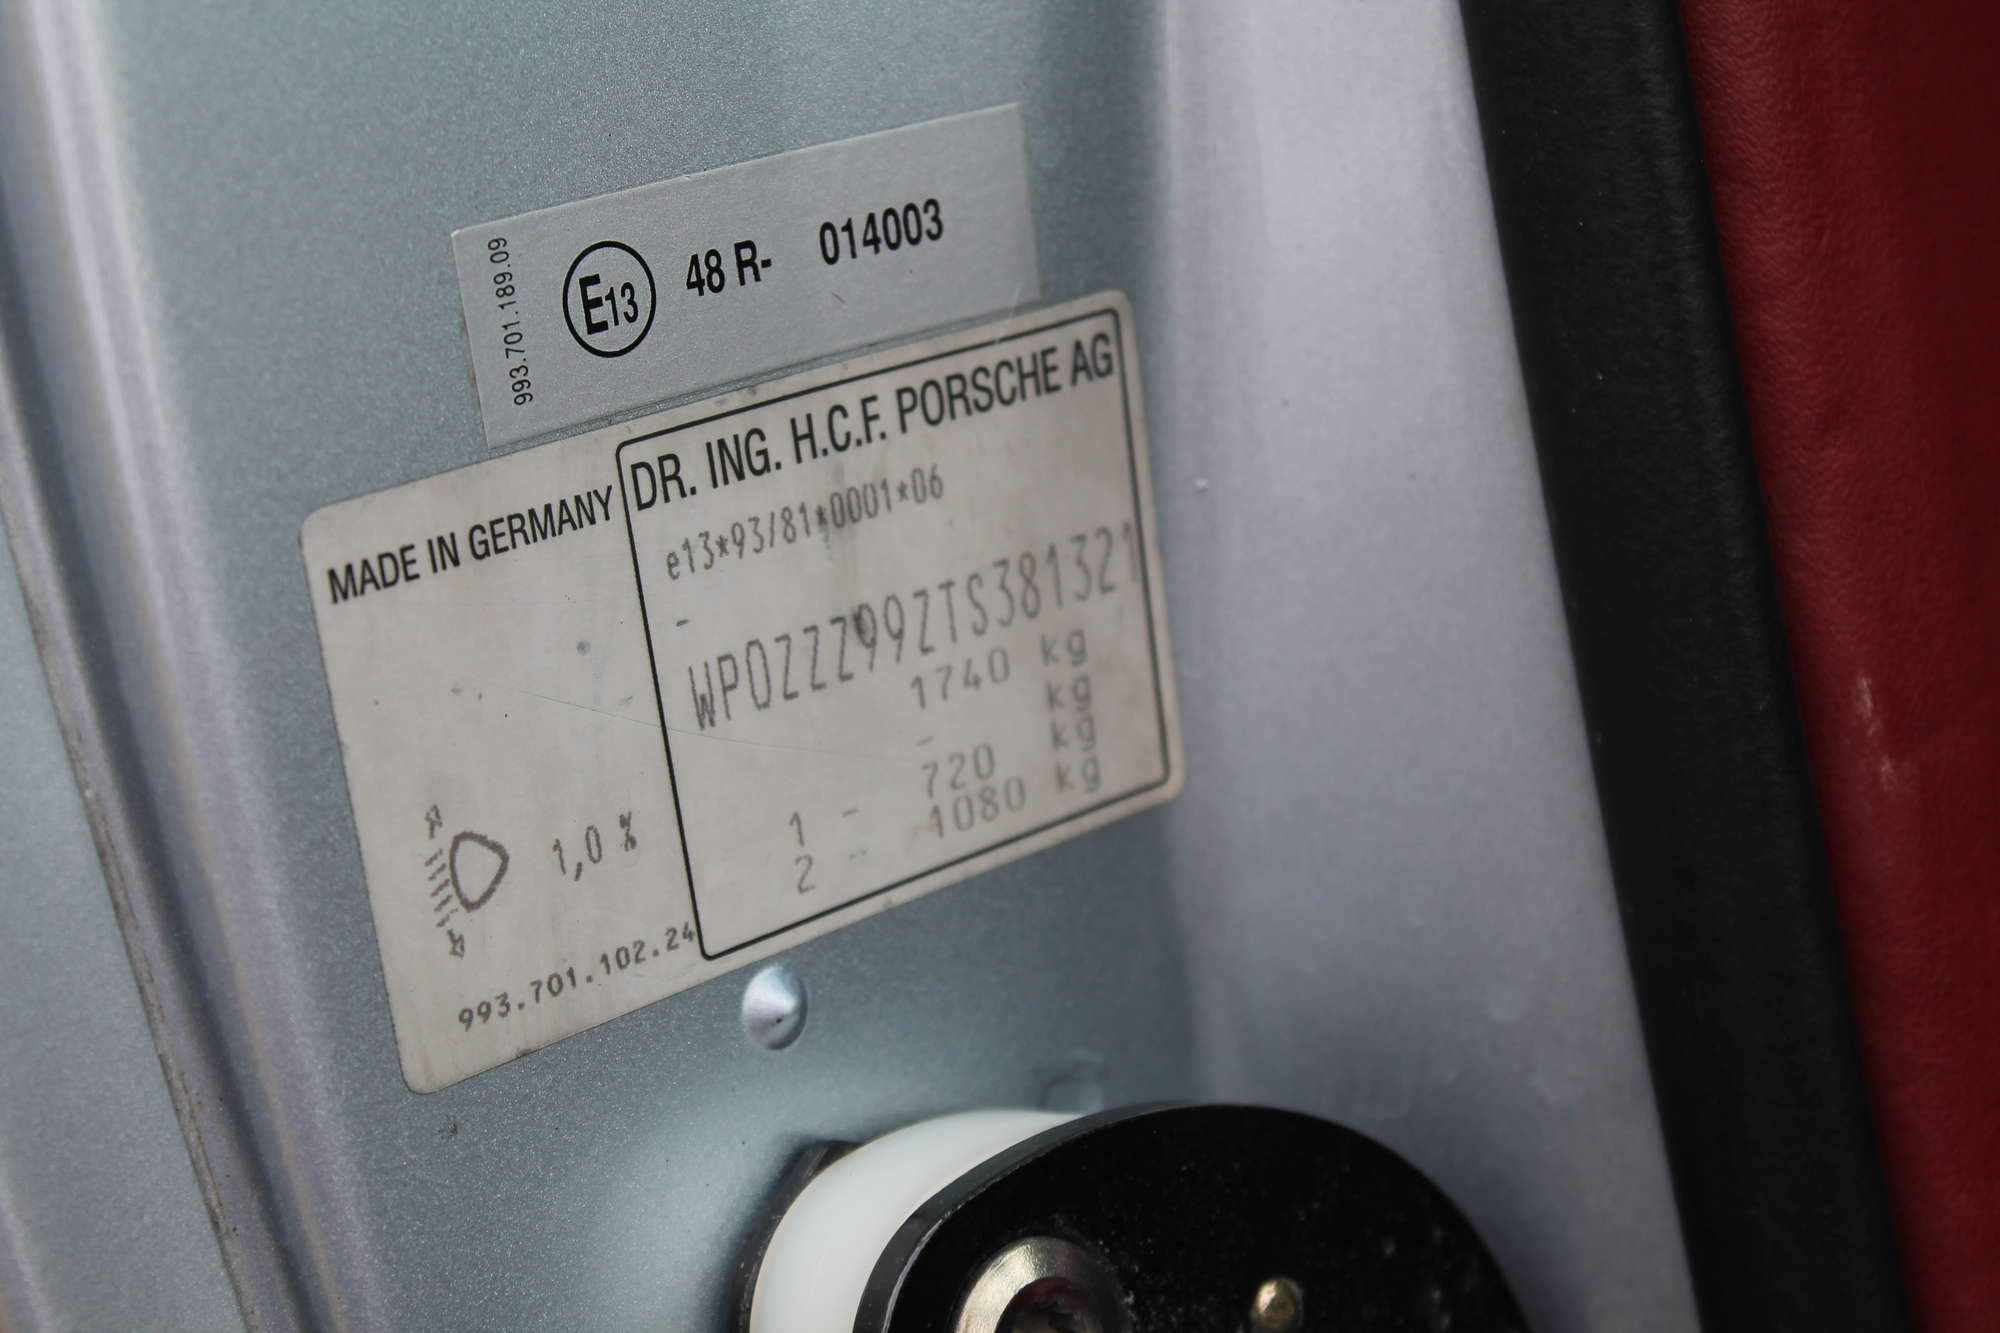 993.701.189.09
E13 48 R- 014003
MADE IN GERMANY
DR. ING. H.C.F. PORSCHE AG
e13*93/81*0001*06
-
WP0ZZZ99ZTS381321
1740 kg
- kg
1 - 720 kg
2 - 1080 kg
1,0 %
993.701.102.24